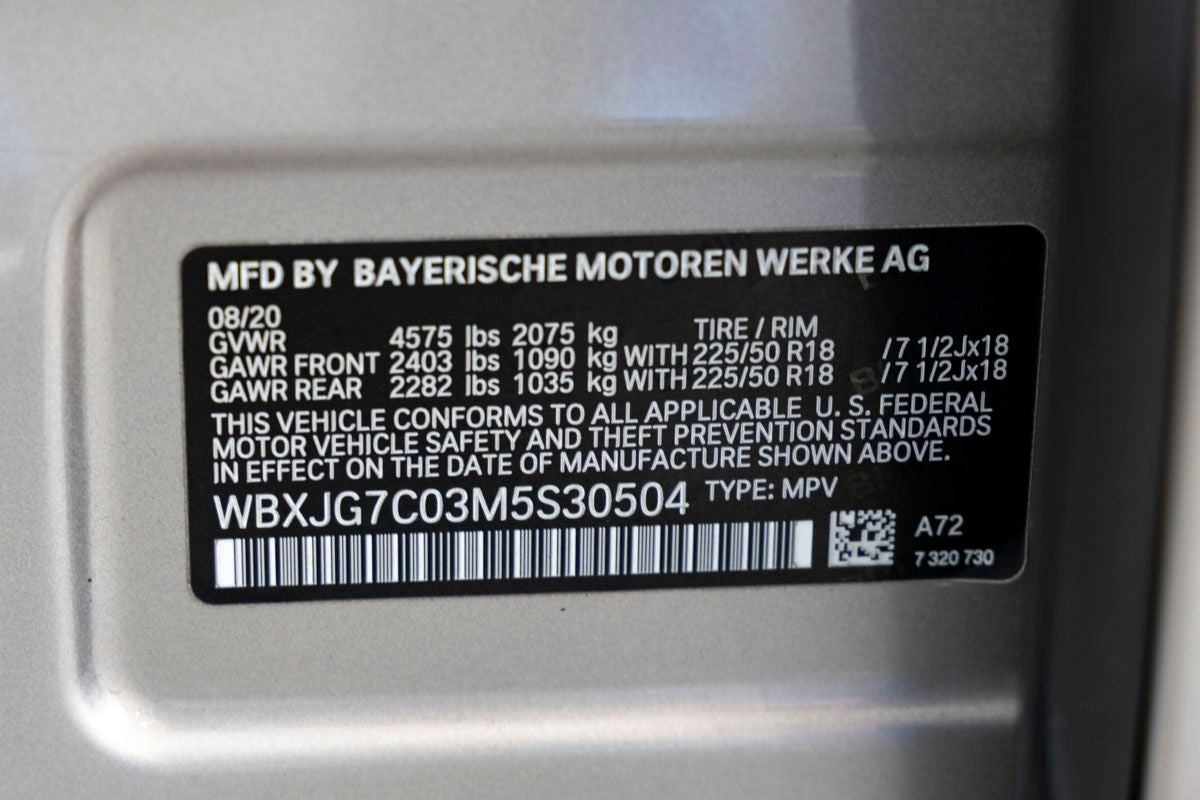 MFD BY BAYERISCHE MOTOREN WERKE AG
08/20
GVWR 4575 lbs 2075 kg TIRE / RIM
GAWR FRONT 2403 lbs 1090 kg WITH 225/50 R18 /7 1/2Jx18
GAWR REAR 2282 lbs 1035 kg WITH 225/50 R18 /7 1/2Jx18
THIS VEHICLE CONFORMS TO ALL APPLICABLE U. S. FEDERAL
MOTOR VEHICLE SAFETY AND THEFT PREVENTION STANDARDS
IN EFFECT ON THE DATE OF MANUFACTURE SHOWN ABOVE.
WBXJG7C03M5S30504 TYPE: MPV
A72
7 320 730